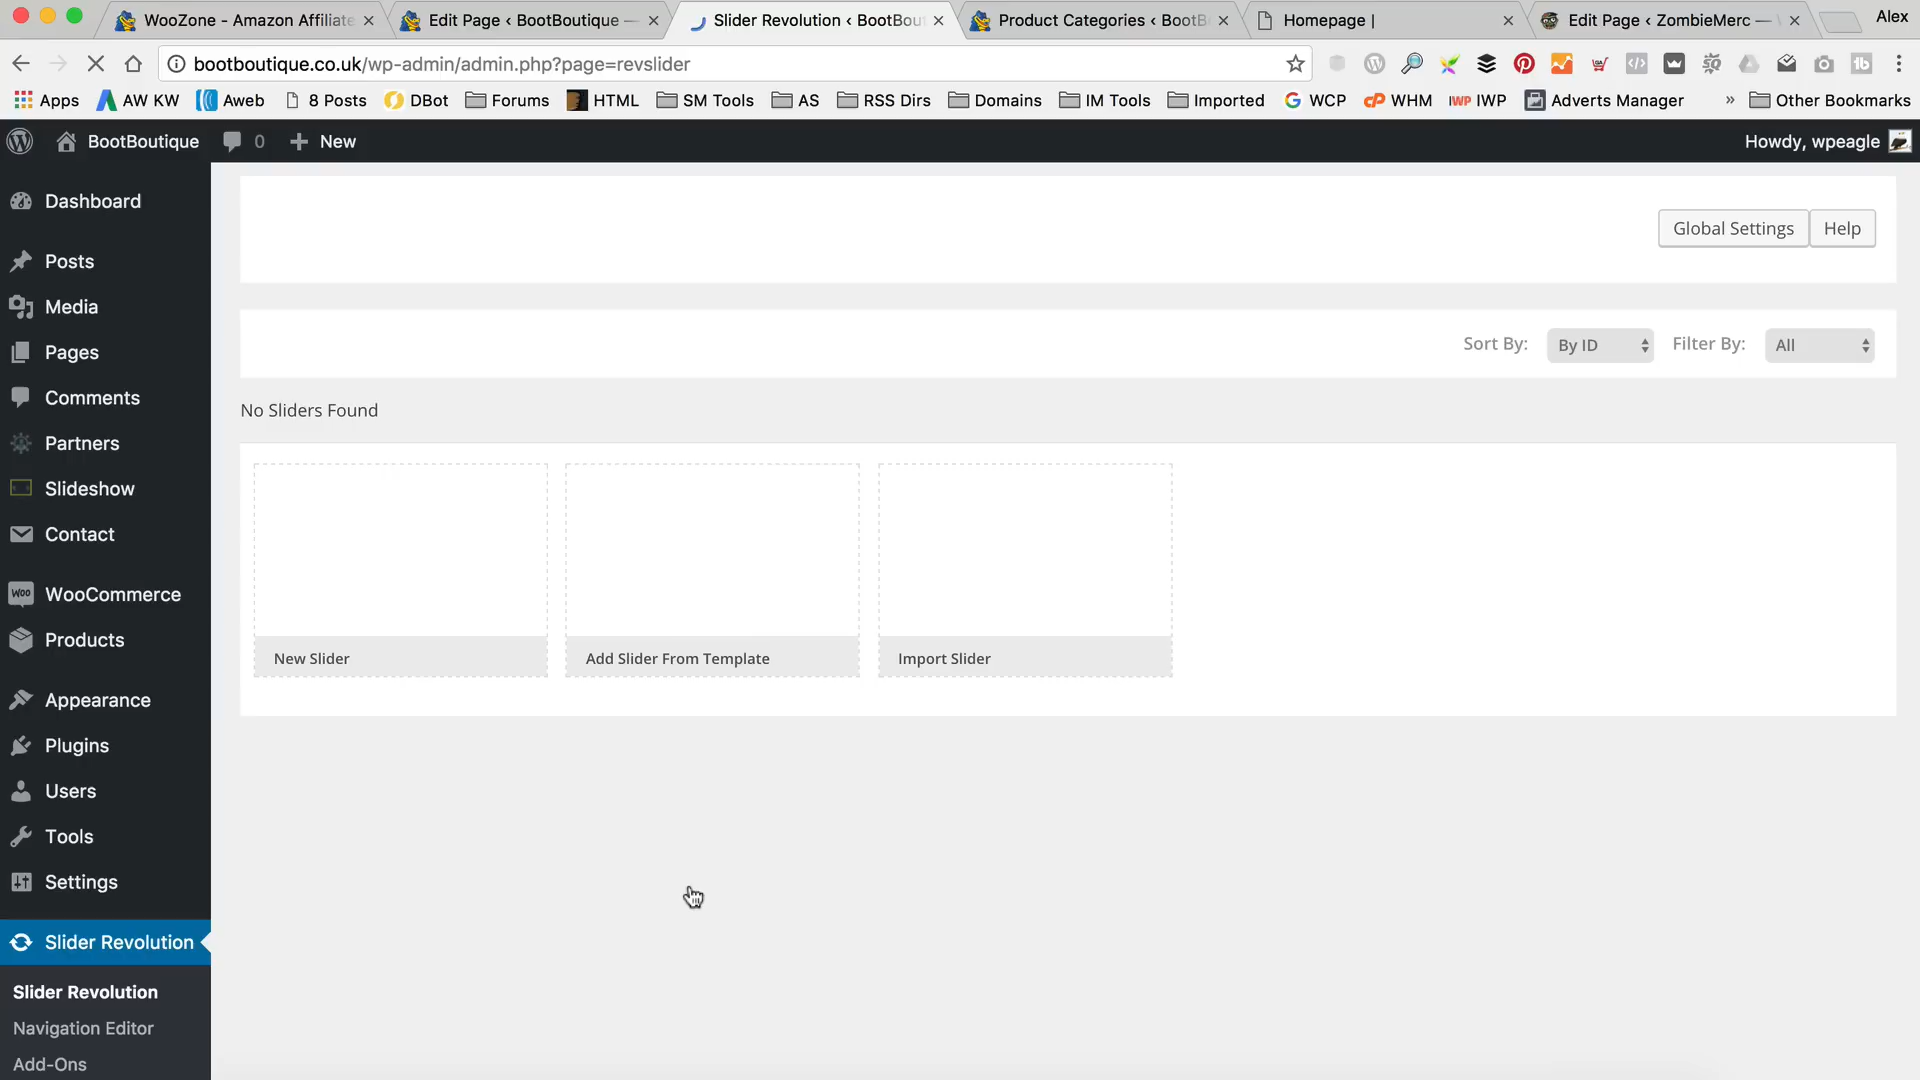 WooZone - Amazon Affiliate
Edit Page ‹ BootBoutique —
Slider Revolution ‹ BootBou
Product Categories ‹ BootB
Homepage |
Edit Page ‹ ZombieMerc —
Alex
bootboutique.co.uk/wp-admin/admin.php?page=revslider
Apps
AW KW
Aweb
8 Posts
DBot
Forums
HTML
SM Tools
AS
RSS Dirs
Domains
IM Tools
Imported
WCP
WHM
IWP
Adverts Manager
»
Other Bookmarks
BootBoutique
0
New
Howdy, wpeagle
Dashboard
Posts
Media
Pages
Comments
Partners
Slideshow
Contact
WooCommerce
Products
Appearance
Plugins
Users
Tools
Settings
Slider Revolution
Slider Revolution
Navigation Editor
Add-Ons
Global Settings
Help
Sort By:
By ID
Filter By:
All
No Sliders Found
New Slider
Add Slider From Template
Import Slider